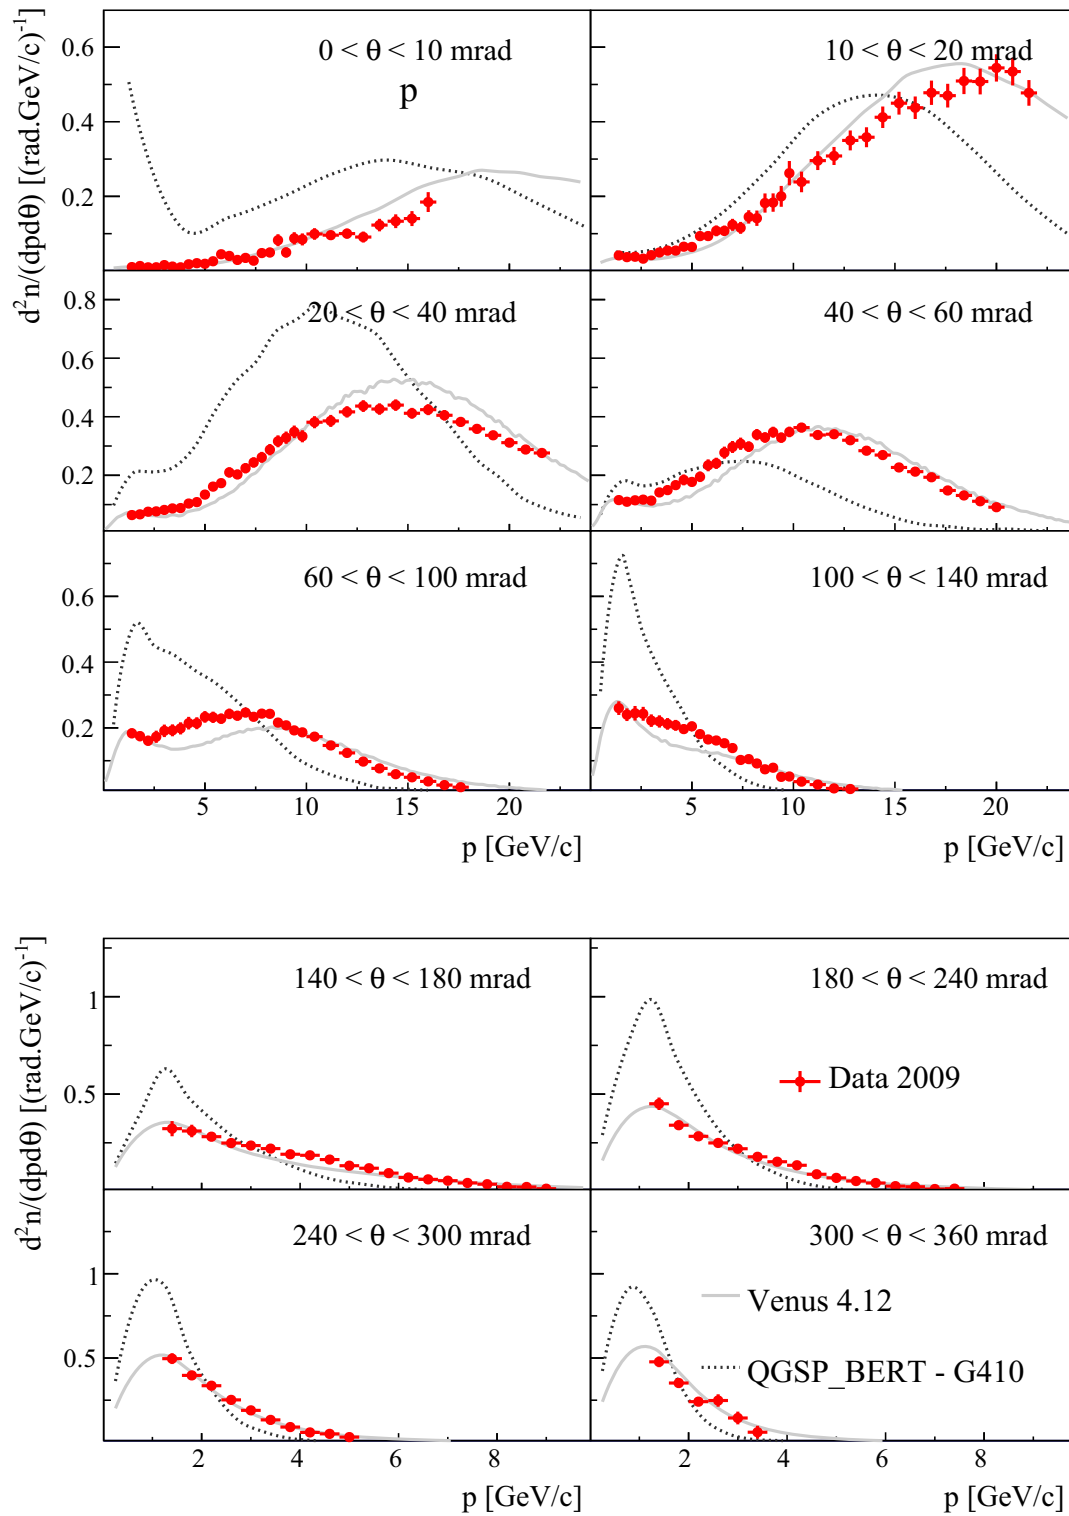 d²n/(dpdθ) [(rad.GeV/c)⁻¹]
0 < θ < 10 mrad
p
10 < θ < 20 mrad
0.6
0.4
0.2
20 < θ < 40 mrad
40 < θ < 60 mrad
0.8
0.6
0.4
0.2
60 < θ < 100 mrad
100 < θ < 140 mrad
0.6
0.4
0.2
5 10 15 20
5 10 15 20
p [GeV/c]
p [GeV/c]
d²n/(dpdθ) [(rad.GeV/c)⁻¹]
140 < θ < 180 mrad
180 < θ < 240 mrad
1
0.5
Data 2009
240 < θ < 300 mrad
300 < θ < 360 mrad
1
0.5
Venus 4.12
QGSP_BERT - G410
2 4 6 8
2 4 6 8
p [GeV/c]
p [GeV/c]